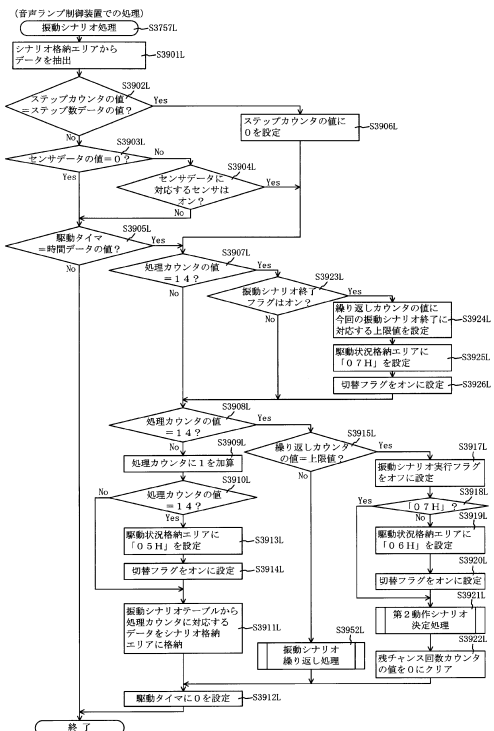 (音声ランプ制御装置での処理)
振動シナリオ処理
S3757L
シナリオ格納エリアから
データを抽出
S3901L
S3902L
ステップカウンタの値
=ステップ数データの値?
Yes
No
ステップカウンタの値に
0を設定
S3906L
S3903L
センサデータの値=0?
No
Yes
S3904L
センサデータに
対応するセンサは
オン?
Yes
No
S3905L
駆動タイマ
=時間データの値?
Yes
No
S3907L
処理カウンタの値
=14?
Yes
No
S3923L
振動シナリオ終了
フラグはオン?
Yes
No
繰り返しカウンタの値に
今回の振動シナリオ終了に
対応する上限値を設定
S3924L
駆動状況格納エリアに
「07H」を設定
S3925L
切替フラグをオンに設定
S3926L
S3908L
処理カウンタの値
=14?
Yes
No
S3909L
処理カウンタに1を加算
S3910L
処理カウンタの値
=14?
No
Yes
駆動状況格納エリアに
「05H」を設定
S3913L
切替フラグをオンに設定
S3914L
振動シナリオテーブルから
処理カウンタに対応する
データをシナリオ格納
エリアに格納
S3911L
S3915L
繰り返しカウンタ
の値=上限値?
Yes
No
S3917L
振動シナリオ実行フラグ
をオフに設定
S3918L
「07H」?
Yes
No
S3919L
駆動状況格納エリアに
「06H」を設定
S3920L
切替フラグをオンに設定
S3921L
第2動作シナリオ
決定処理
S3922L
残チャンス回数カウンタ
の値を0にクリア
S3952L
振動シナリオ
繰り返し処理
駆動タイマに0を設定
S3912L
終了